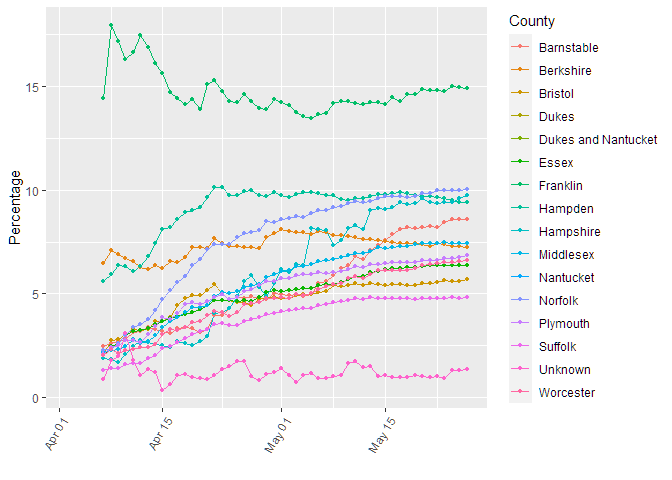 County
Barnstable
Berkshire
Bristol
Dukes
Dukes and Nantucket
Essex
Franklin
Hampden
Hampshire
Middlesex
Nantucket
Norfolk
Plymouth
Suffolk
Unknown
Worcester
Percentage
15
10
5
0
Apr 01
Apr 15
May 01
May 15